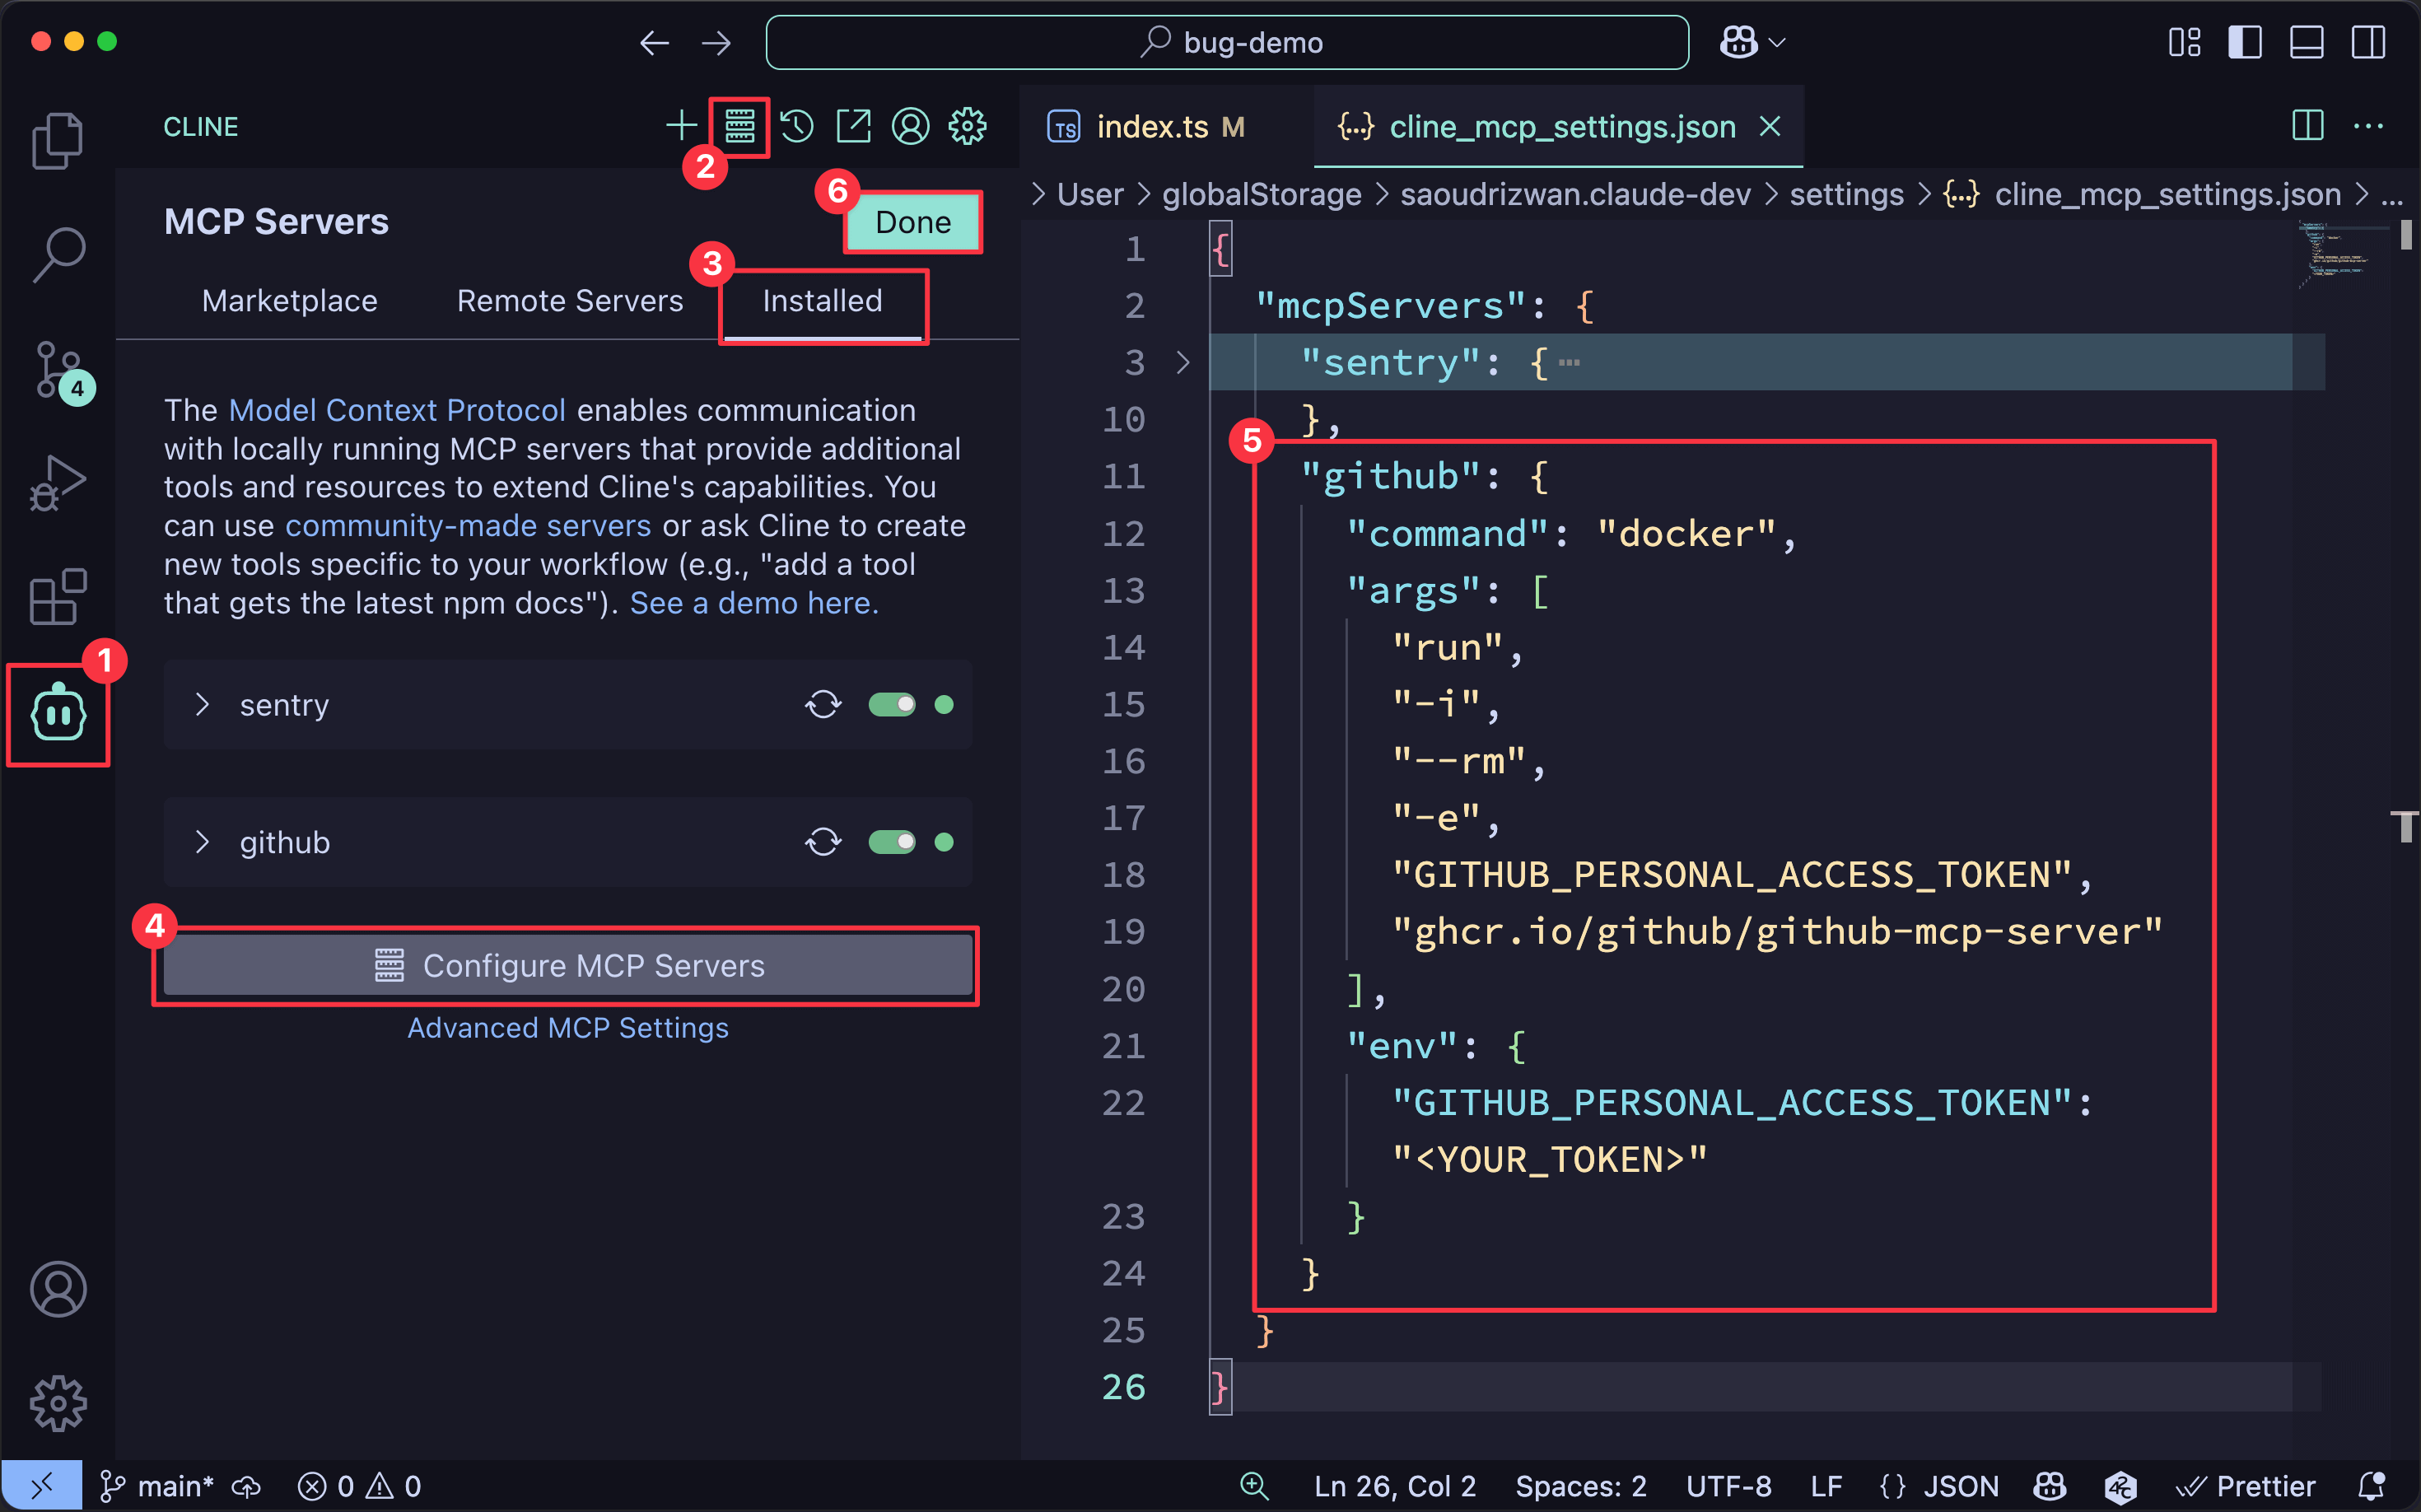 bug-demo
CLINE
2
6
MCP Servers
Done
3
Marketplace
Remote Servers
Installed
4
The Model Context Protocol enables communication
with locally running MCP servers that provide additional
tools and resources to extend Cline's capabilities. You
can use community-made servers or ask Cline to create
new tools specific to your workflow (e.g., "add a tool
that gets the latest npm docs"). See a demo here.
1
sentry
github
4
Configure MCP Servers
Advanced MCP Settings
TS index.ts M
{...} cline_mcp_settings.json
> User > globalStorage > saoudrizwan.claude-dev > settings > {...} cline_mcp_settings.json > ...
1 {
2 "mcpServers": {
3 "sentry": { ...
10 },
5
11 "github": {
12 "command": "docker",
13 "args": [
14 "run",
15 "-i",
16 "--rm",
17 "-e",
18 "GITHUB_PERSONAL_ACCESS_TOKEN",
19 "ghcr.io/github/github-mcp-server"
20 ],
21 "env": {
22 "GITHUB_PERSONAL_ACCESS_TOKEN":
"<YOUR_TOKEN>"
23 }
24 }
25 }
26 }
main* 0 0
Ln 26, Col 2 Spaces: 2 UTF-8 LF {} JSON Prettier